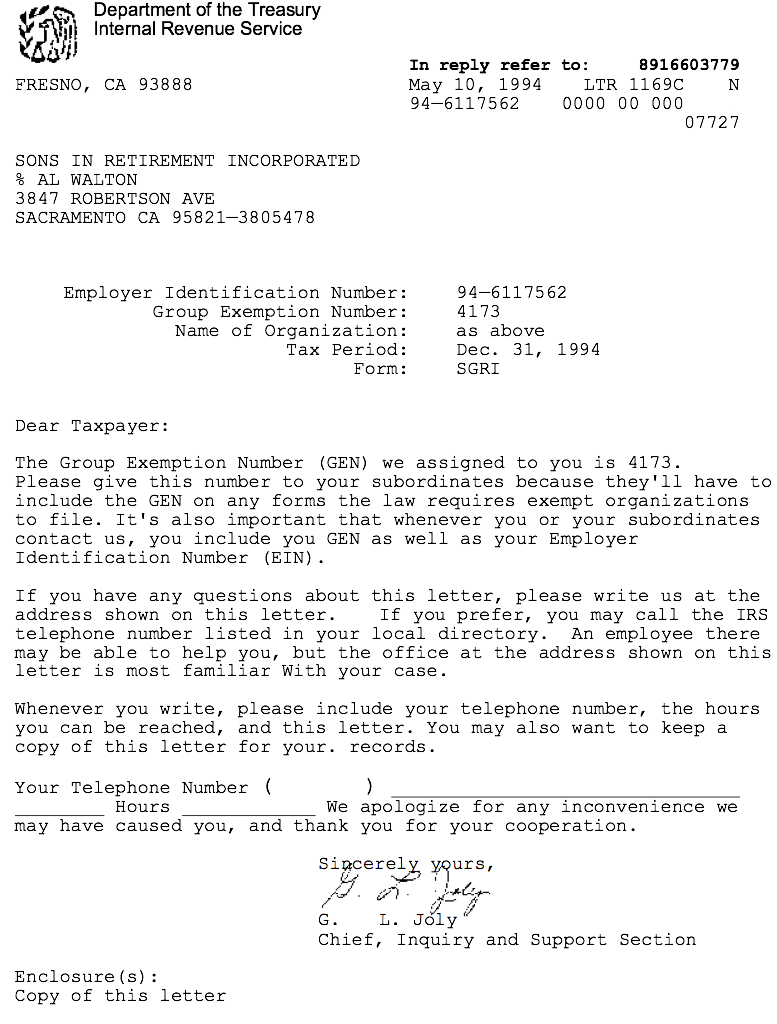 Department of the Treasury
Internal Revenue Service
In reply refer to: 8916603779
FRESNO, CA 93888 May 10, 1994 LTR 1169C N
94—6117562 0000 00 000
07727
SONS IN RETIREMENT INCORPORATED
% AL WALTON
3847 ROBERTSON AVE
SACRAMENTO CA 95821—3805478
Employer Identification Number: 94—6117562
Group Exemption Number: 4173
Name of Organization: as above
Tax Period: Dec. 31, 1994
Form: SGRI
Dear Taxpayer:
The Group Exemption Number (GEN) we assigned to you is 4173.
Please give this number to your subordinates because they'll have to
include the GEN on any forms the law requires exempt organizations
to file. It's also important that whenever you or your subordinates
contact us, you include you GEN as well as your Employer
Identification Number (EIN).
If you have any questions about this letter, please write us at the
address shown on this letter. If you prefer, you may call the IRS
telephone number listed in your local directory. An employee there
may be able to help you, but the office at the address shown on this
letter is most familiar With your case.
Whenever you write, please include your telephone number, the hours
you can be reached, and this letter. You may also want to keep a
copy of this letter for your. records.
Your Telephone Number ( ) ____________________
________ Hours ____________ We apologize for any inconvenience we
may have caused you, and thank you for your cooperation.
Sincerely yours,
G. L. Joly
G. L. Joly
Chief, Inquiry and Support Section
Enclosure(s):
Copy of this letter